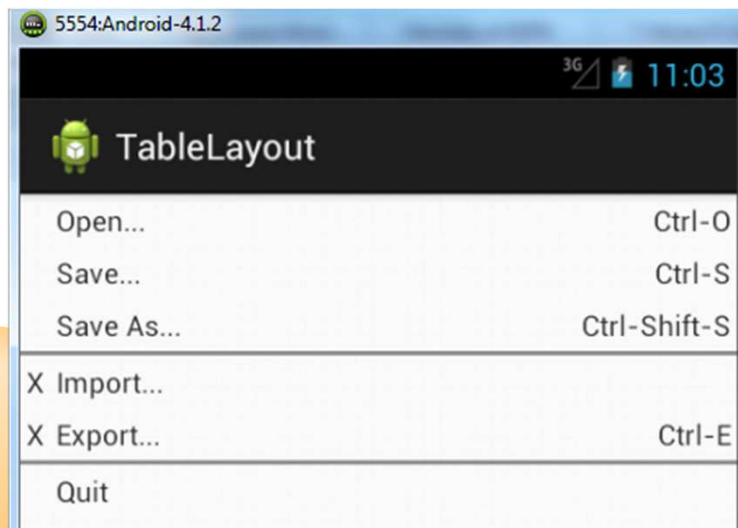 5554:Android-4.1.2
3G 11:03
TableLayout
Open... Ctrl-O
Save... Ctrl-S
Save As... Ctrl-Shift-S
X Import...
X Export... Ctrl-E
Quit